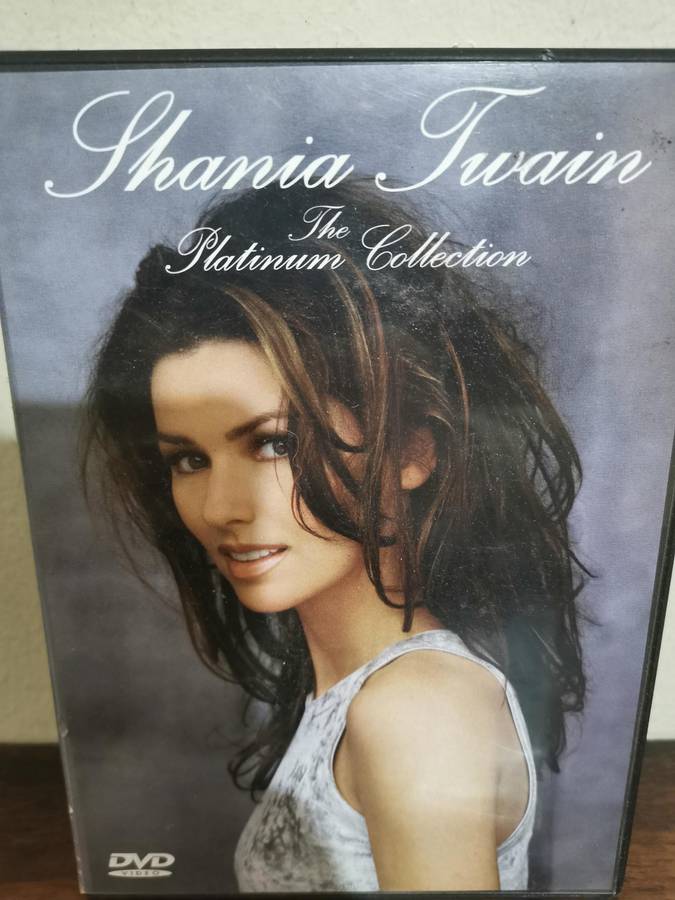 Shania Twain
The
Platinum Collection
DVD
VIDEO